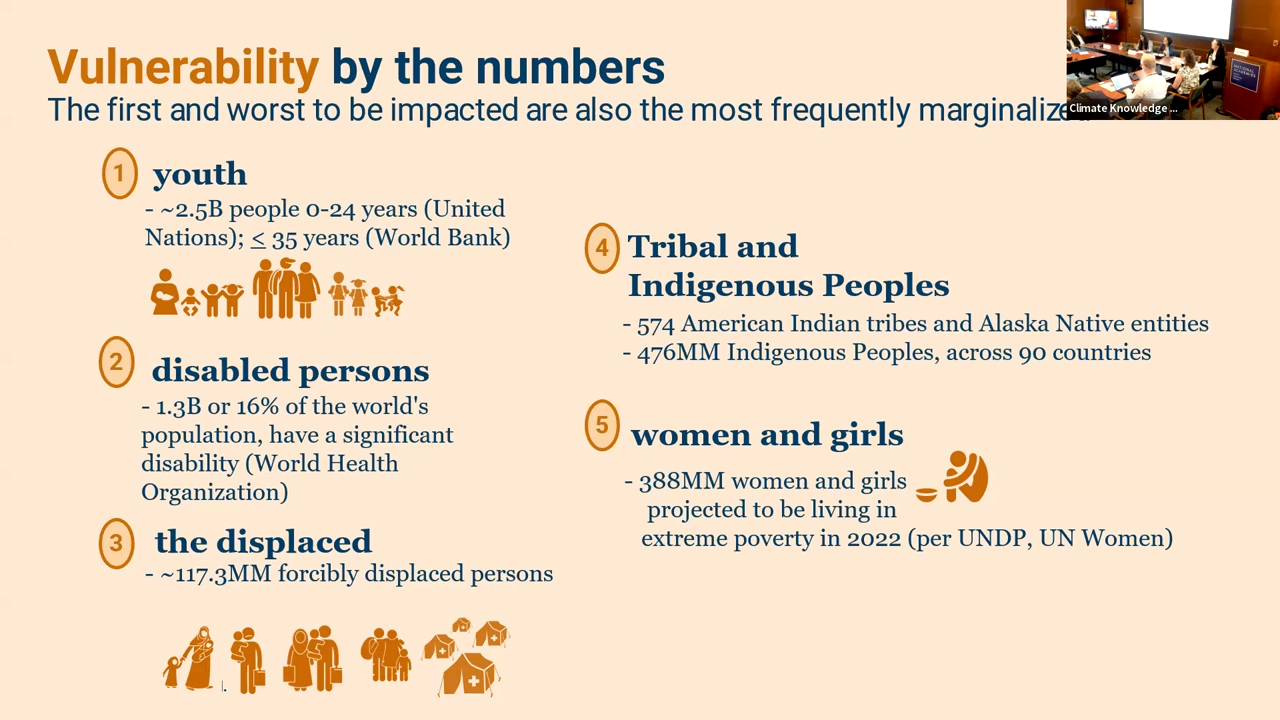 Vulnerability by the numbers
The first and worst to be impacted are also the most frequently
Climate Knowledge ...
1
youth
- ~2.5B people 0-24 years (United
Nations); ≤ 35 years (World Bank)
2
disabled persons
- 1.3B or 16% of the world's
population, have a significant
disability (World Health
Organization)
3
the displaced
- ~117.3MM forcibly displaced persons
4
Tribal and
Indigenous Peoples
- 574 American Indian tribes and Alaska Native entities
- 476MM Indigenous Peoples, across 90 countries
5
women and girls
- 388MM women and girls
projected to be living in
extreme poverty in 2022 (per UNDP, UN Women)